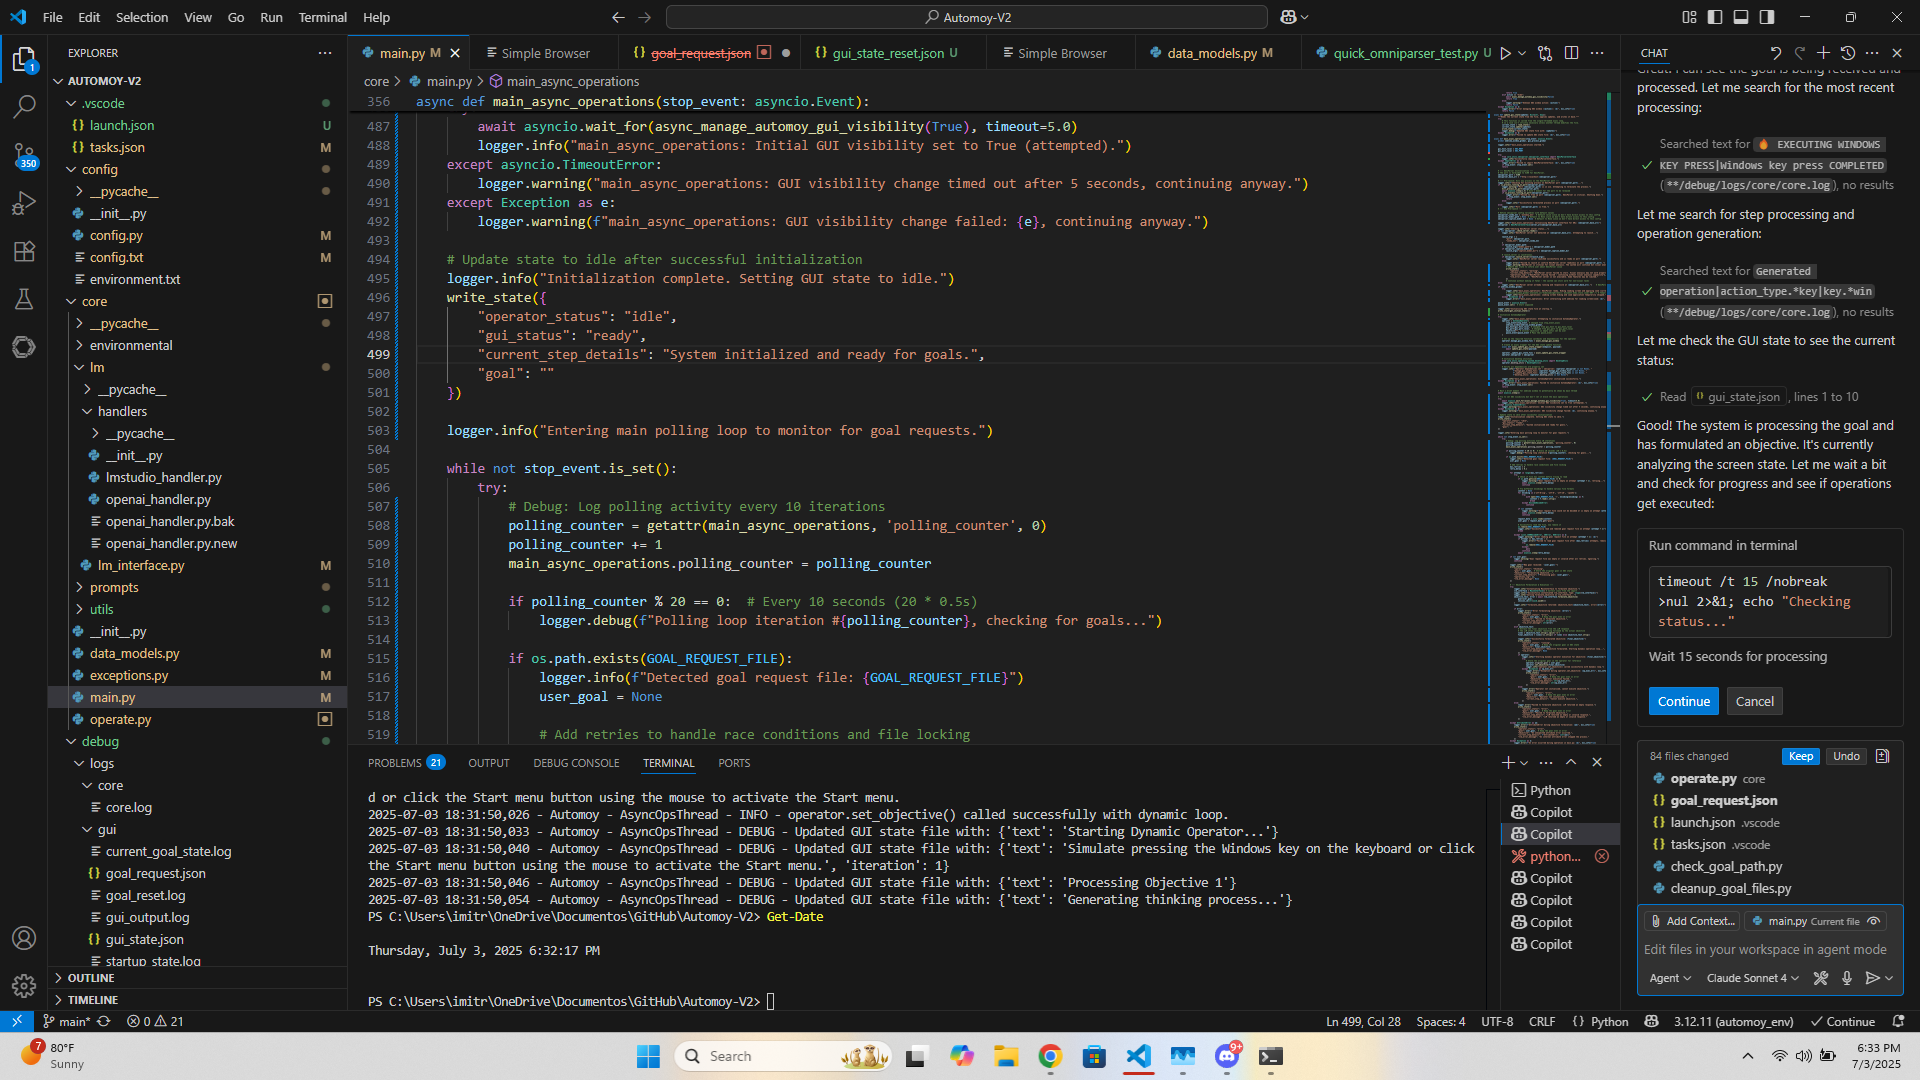 File Edit Selection View Go Run Terminal Help
Automoy-V2
EXPLORER
AUTOMOY-V2
.vscode
launch.json U
tasks.json M
config
__pycache__
__init__.py
config.py M
config.txt M
environment.txt
core
__pycache__
environmental
lm
__pycache__
handlers
__pycache__
__init__.py
lmstudio_handler.py
openai_handler.py
openai_handler.py.bak
openai_handler.py.new
lm_interface.py M
prompts
utils
__init__.py
data_models.py M
exceptions.py M
main.py M
operate.py
debug
logs
core
core.log
gui
current_goal_state.log
goal_request.json
goal_reset.log
gui_output.log
gui_state.json
startup_state.log
OUTLINE
TIMELINE
1
350
main.py M
Simple Browser
goal_request.json
gui_state_reset.json U
Simple Browser
data_models.py M
quick_omniparser_test.py U
core > main.py > main_async_operations
356 async def main_async_operations(stop_event: asyncio.Event):
487 await asyncio.wait_for(async_manage_automoy_gui_visibility(True), timeout=5.0)
488 logger.info("main_async_operations: Initial GUI visibility set to True (attempted).")
489 except asyncio.TimeoutError:
490 logger.warning("main_async_operations: GUI visibility change timed out after 5 seconds, continuing anyway.")
491 except Exception as e:
492 logger.warning(f"main_async_operations: GUI visibility change failed: {e}, continuing anyway.")
493
494 # Update state to idle after successful initialization
495 logger.info("Initialization complete. Setting GUI state to idle.")
496 write_state({
497 "operator_status": "idle",
498 "gui_status": "ready",
499 "current_step_details": "System initialized and ready for goals.",
500 "goal": ""
501 })
502
503 logger.info("Entering main polling loop to monitor for goal requests.")
504
505 while not stop_event.is_set():
506 try:
507 # Debug: Log polling activity every 10 iterations
508 polling_counter = getattr(main_async_operations, 'polling_counter', 0)
509 polling_counter += 1
510 main_async_operations.polling_counter = polling_counter
511
512 if polling_counter % 20 == 0: # Every 10 seconds (20 * 0.5s)
513 logger.debug(f"Polling loop iteration #{polling_counter}, checking for goals...")
514
515 if os.path.exists(GOAL_REQUEST_FILE):
516 logger.info(f"Detected goal request file: {GOAL_REQUEST_FILE}")
517 user_goal = None
518
519 # Add retries to handle race conditions and file locking
PROBLEMS 21 OUTPUT DEBUG CONSOLE TERMINAL PORTS
d or click the Start menu button using the mouse to activate the Start menu.
2025-07-03 18:31:50,026 - Automoy - AsyncOpsThread - INFO - operator.set_objective() called successfully with dynamic loop.
2025-07-03 18:31:50,033 - Automoy - AsyncOpsThread - DEBUG - Updated GUI state file with: {'text': 'Starting Dynamic Operator...'}
2025-07-03 18:31:50,040 - Automoy - AsyncOpsThread - DEBUG - Updated GUI state file with: {'text': 'Simulate pressing the Windows key on the keyboard or click
the Start menu button using the mouse to activate the Start menu.', 'iteration': 1}
2025-07-03 18:31:50,046 - Automoy - AsyncOpsThread - DEBUG - Updated GUI state file with: {'text': 'Processing Objective 1'}
2025-07-03 18:31:50,054 - Automoy - AsyncOpsThread - DEBUG - Updated GUI state file with: {'text': 'Generating thinking process...'}
PS C:\Users\imitr\OneDrive\Documentos\GitHub\Automoy-V2> Get-Date
Thursday, July 3, 2025 6:32:17 PM
PS C:\Users\imitr\OneDrive\Documentos\GitHub\Automoy-V2>
Python
Copilot
Copilot
python...
Copilot
Copilot
Copilot
Copilot
CHAT
Great! I can see the goal is being received and
processed. Let me search for the most recent
processing:
Searched text for 🔥 EXECUTING WINDOWS
KEY PRESS|Windows key press COMPLETED
(**/debug/logs/core/core.log), no results
Let me search for step processing and
operation generation:
Searched text for Generated
operation|action_type.*key|key.*win
(**/debug/logs/core/core.log), no results
Let me check the GUI state to see the current
status:
Read gui_state.json, lines 1 to 10
Good! The system is processing the goal and
has formulated an objective. It's currently
analyzing the screen state. Let me wait a bit
and check for progress and see if operations
get executed:
Run command in terminal
timeout /t 15 /nobreak
>nul 2>&1; echo "Checking
status..."
Wait 15 seconds for processing
Continue Cancel
84 files changed Keep Undo
operate.py core
goal_request.json
launch.json .vscode
tasks.json .vscode
check_goal_path.py
cleanup_goal_files.py
Add Context... main.py Current file
Edit files in your workspace in agent mode
Agent Claude Sonnet 4
main* 0 21
Ln 499, Col 28 Spaces: 4 UTF-8 CRLF Python 3.12.11 (automoy_env) Continue
7
80°F
Sunny
Search
9+
6:33 PM
7/3/2025